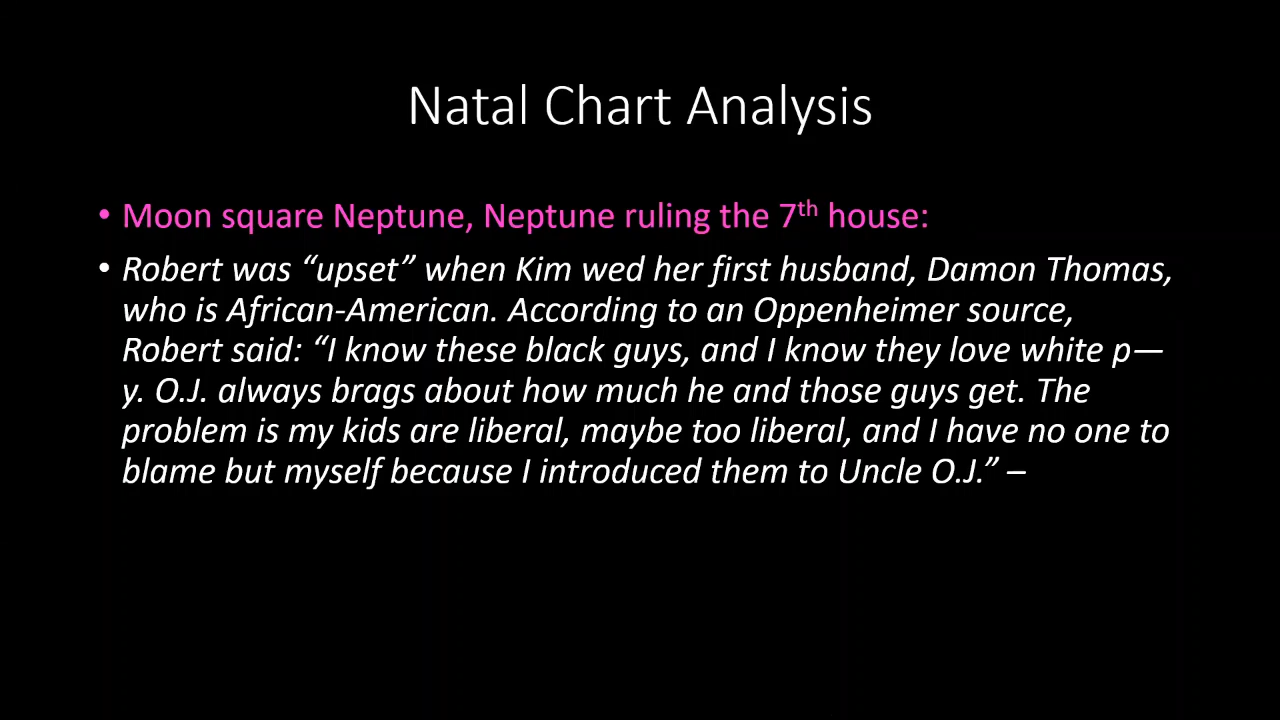 Natal Chart Analysis
• Moon square Neptune, Neptune ruling the 7th house:
• Robert was “upset” when Kim wed her first husband, Damon Thomas,
who is African-American. According to an Oppenheimer source,
Robert said: “I know these black guys, and I know they love white p—
y. O.J. always brags about how much he and those guys get. The
problem is my kids are liberal, maybe too liberal, and I have no one to
blame but myself because I introduced them to Uncle O.J.” –